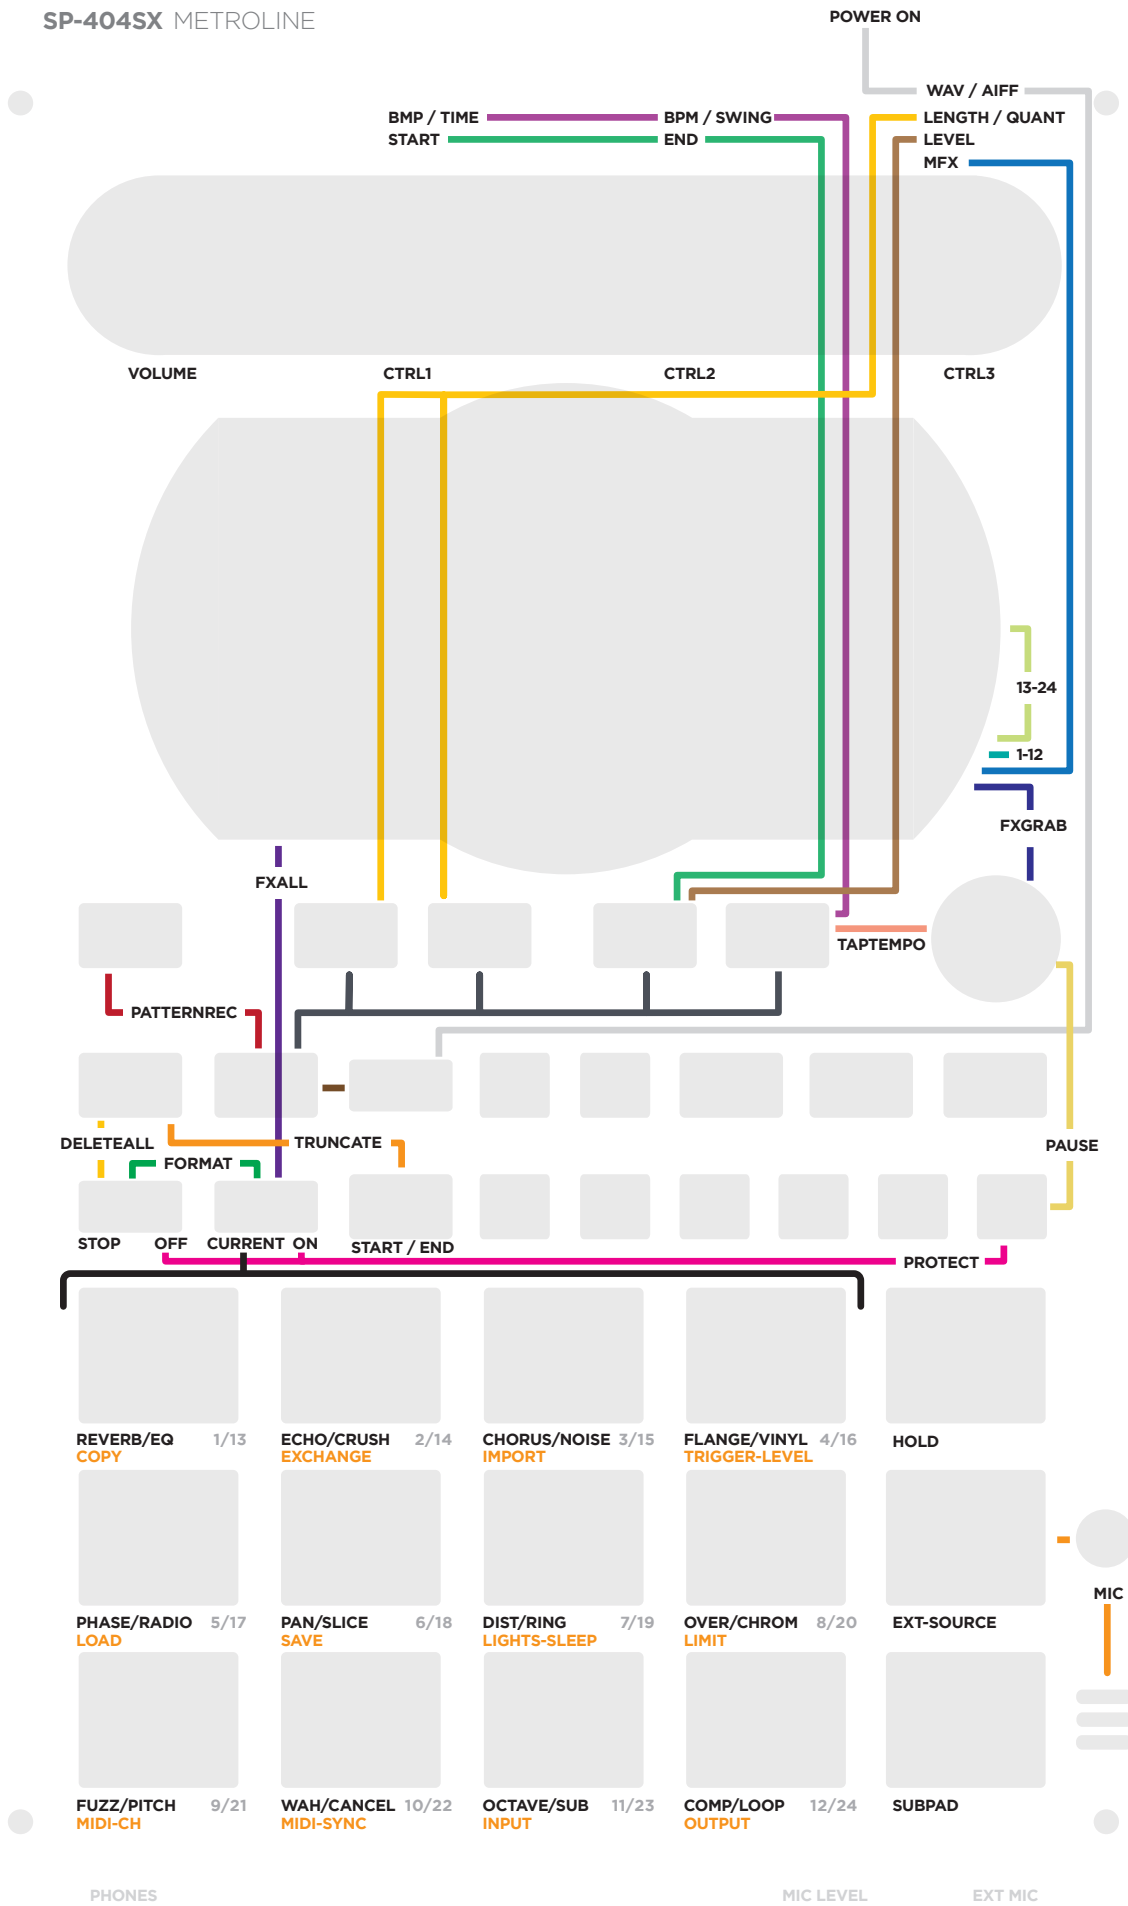 SP-404SX METROLINE
POWER ON
WAV / AIFF
BMP / TIME BPM / SWING LENGTH / QUANT
START END LEVEL
MFX
VOLUME CTRL1 CTRL2 CTRL3
13-24
1-12
FXGRAB
FXALL
TAPTEMPO
PATTERNREC
DELETEALL TRUNCATE PAUSE
FORMAT
STOP OFF CURRENT ON START / END
PROTECT
REVERB/EQ 1/13 ECHO/CRUSH 2/14 CHORUS/NOISE 3/15 FLANGE/VINYL 4/16 HOLD
COPY EXCHANGE IMPORT TRIGGER-LEVEL
MIC
PHASE/RADIO 5/17 PAN/SLICE 6/18 DIST/RING 7/19 OVER/CHROM 8/20 EXT-SOURCE
LOAD SAVE LIGHTS-SLEEP LIMIT
FUZZ/PITCH 9/21 WAH/CANCEL 10/22 OCTAVE/SUB 11/23 COMP/LOOP 12/24 SUBPAD
MIDI-CH MIDI-SYNC INPUT OUTPUT
PHONES MIC LEVEL EXT MIC